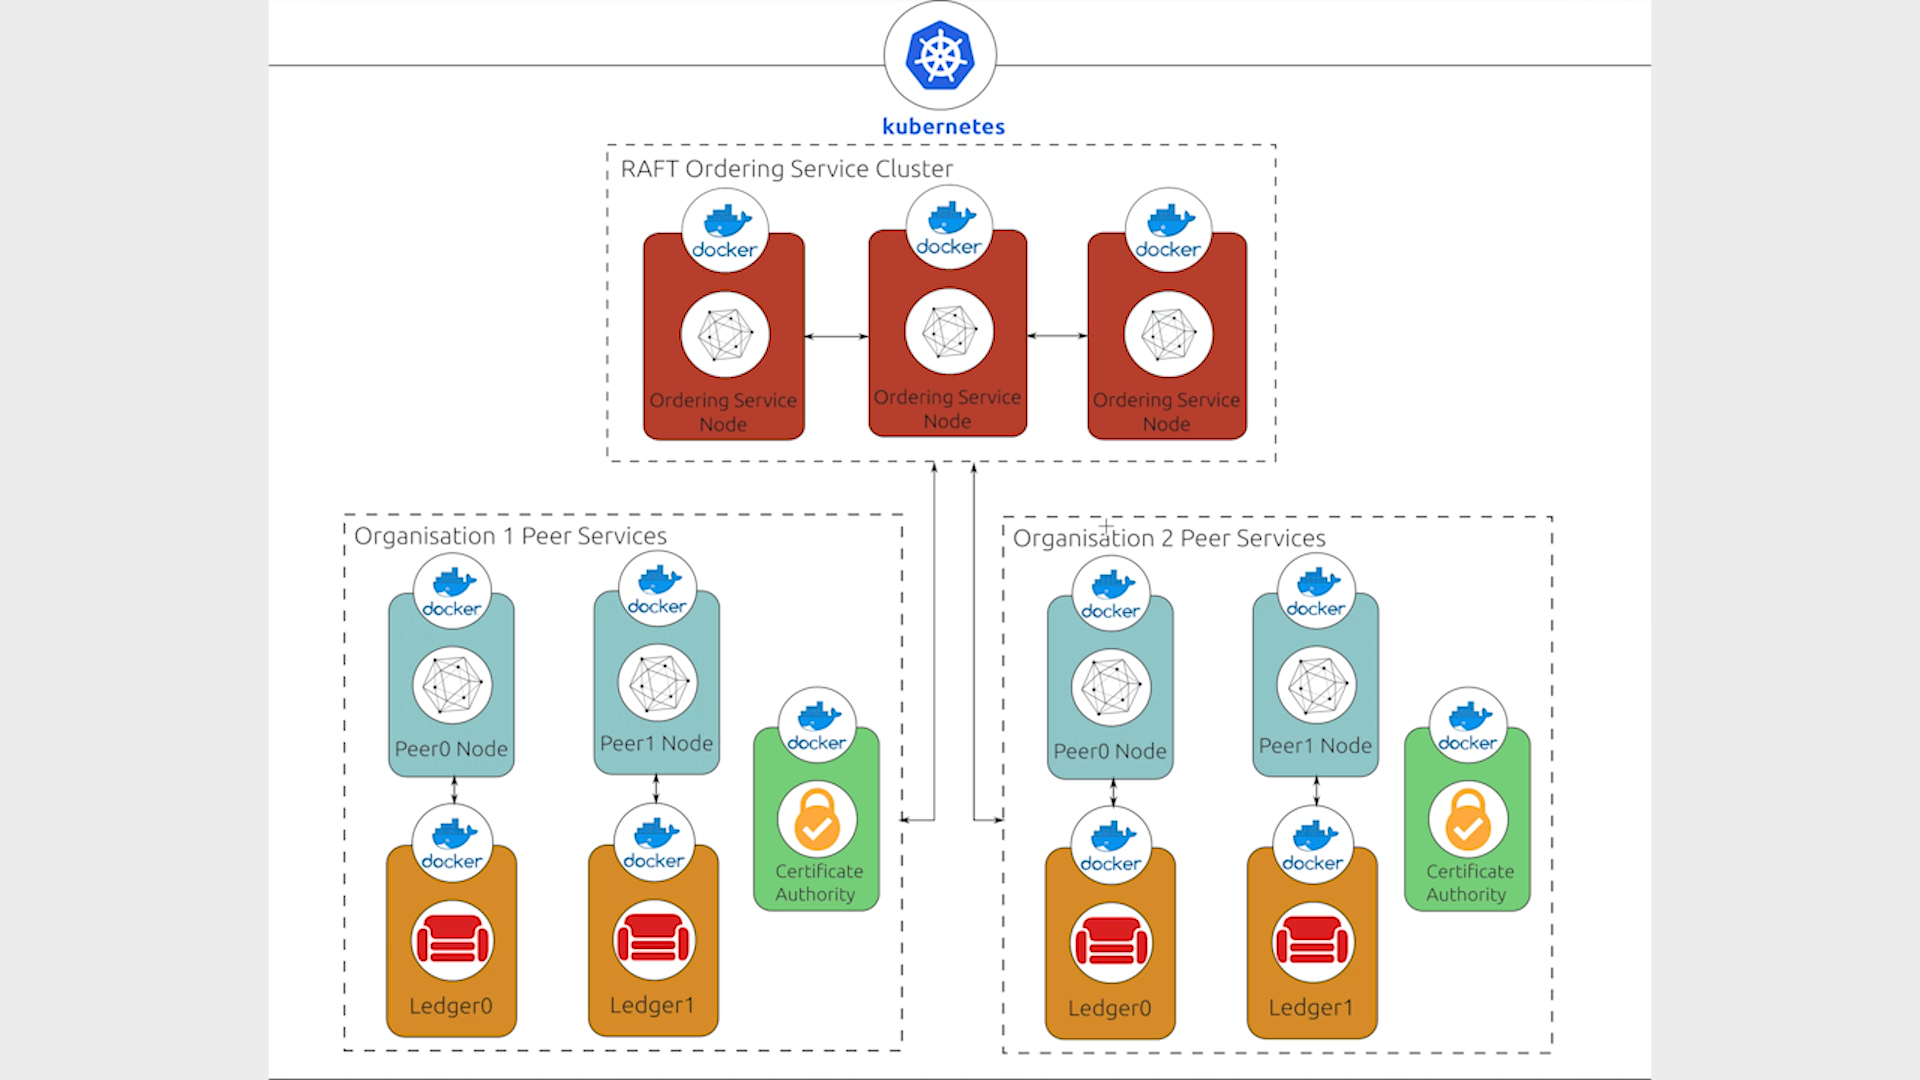 kubernetes
RAFT Ordering Service Cluster
docker
docker
docker
Ordering Service
Node
Ordering Service
Node
Ordering Service
Node
Organisation 1 Peer Services
docker
docker
Peer0 Node
Peer1 Node
docker
Certificate
Authority
docker
docker
Ledger0
Ledger1
Organisation 2 Peer Services
docker
docker
Peer0 Node
Peer1 Node
docker
Certificate
Authority
docker
docker
Ledger0
Ledger1